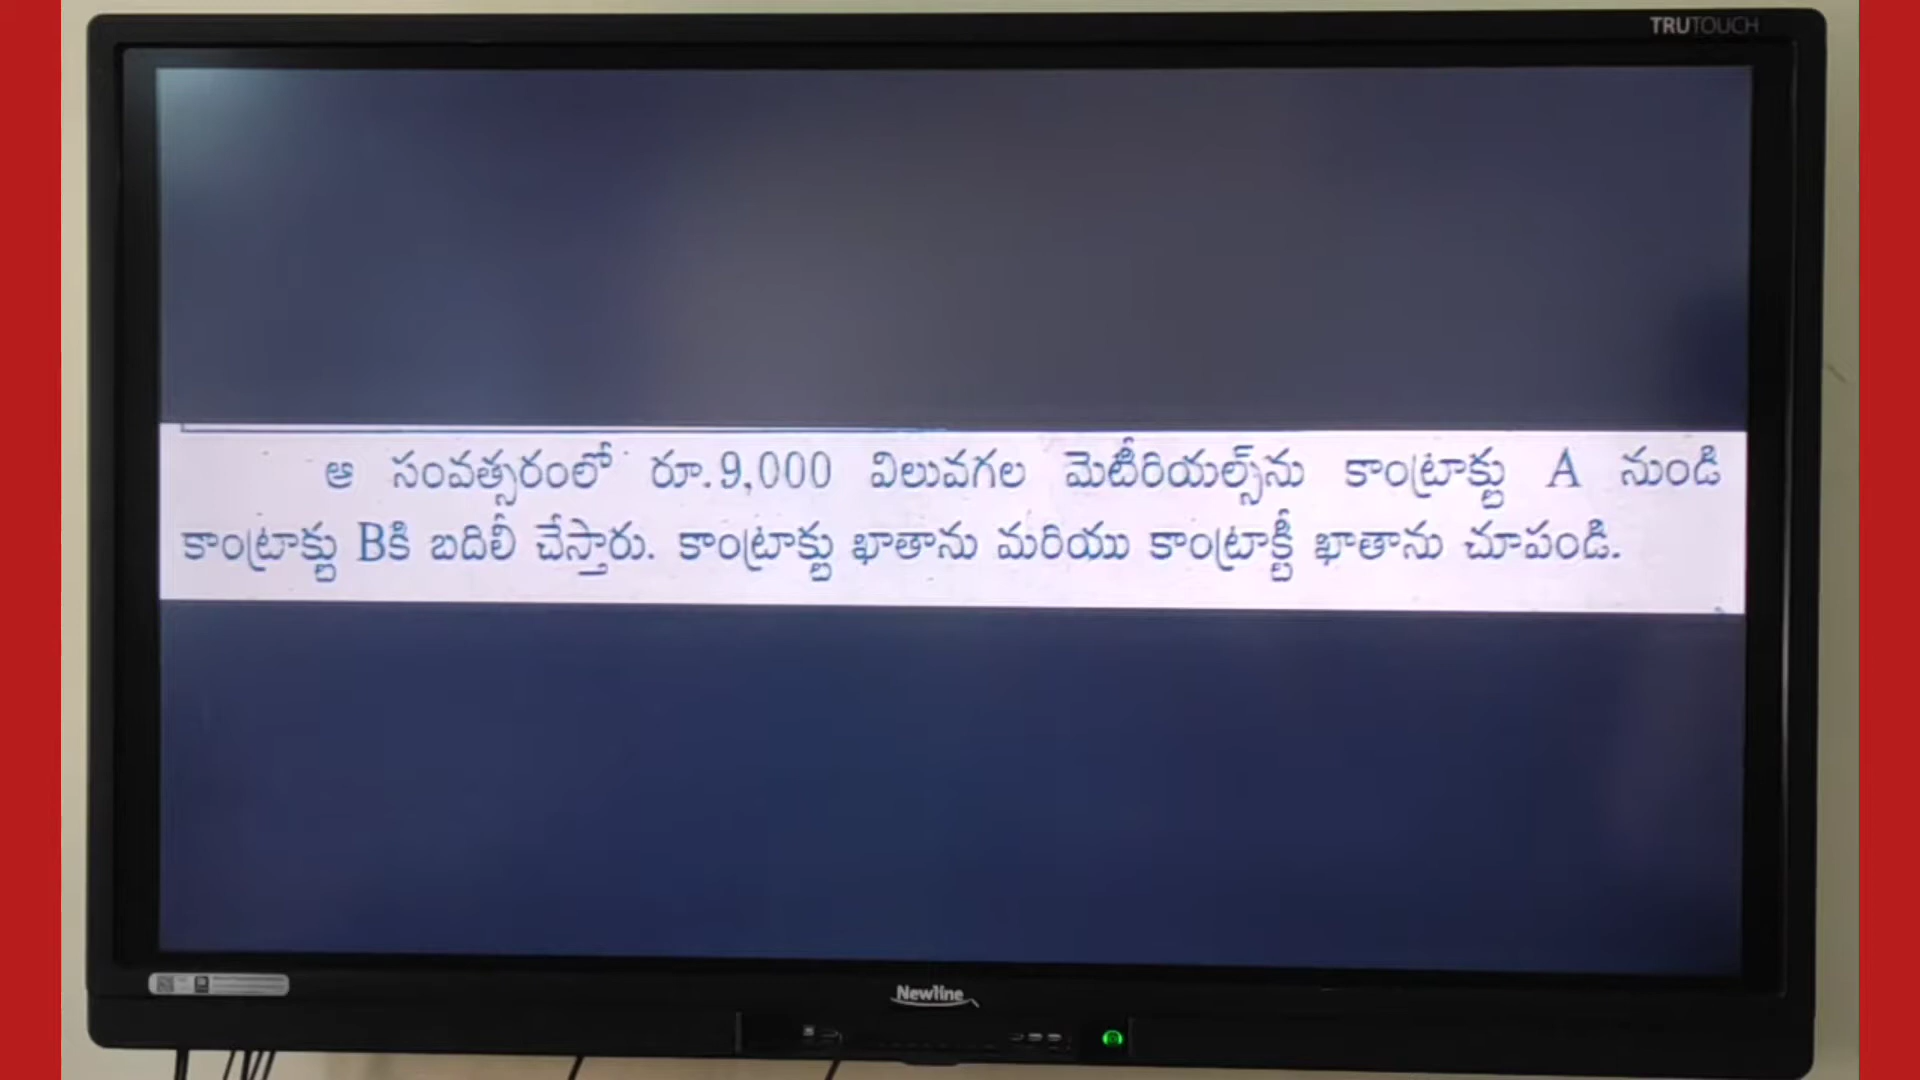 TRUTOUCH
ఆ సంవత్సరంలో రూ.9,000 విలువగల మెటీరియల్స్‌ను కాంట్రాక్టు A నుండి
కాంట్రాక్టు Bకి బదిలీ చేస్తారు. కాంట్రాక్టు ఖాతాను మరియు కాంట్రాక్టీ ఖాతాను చూపండి.
Newline